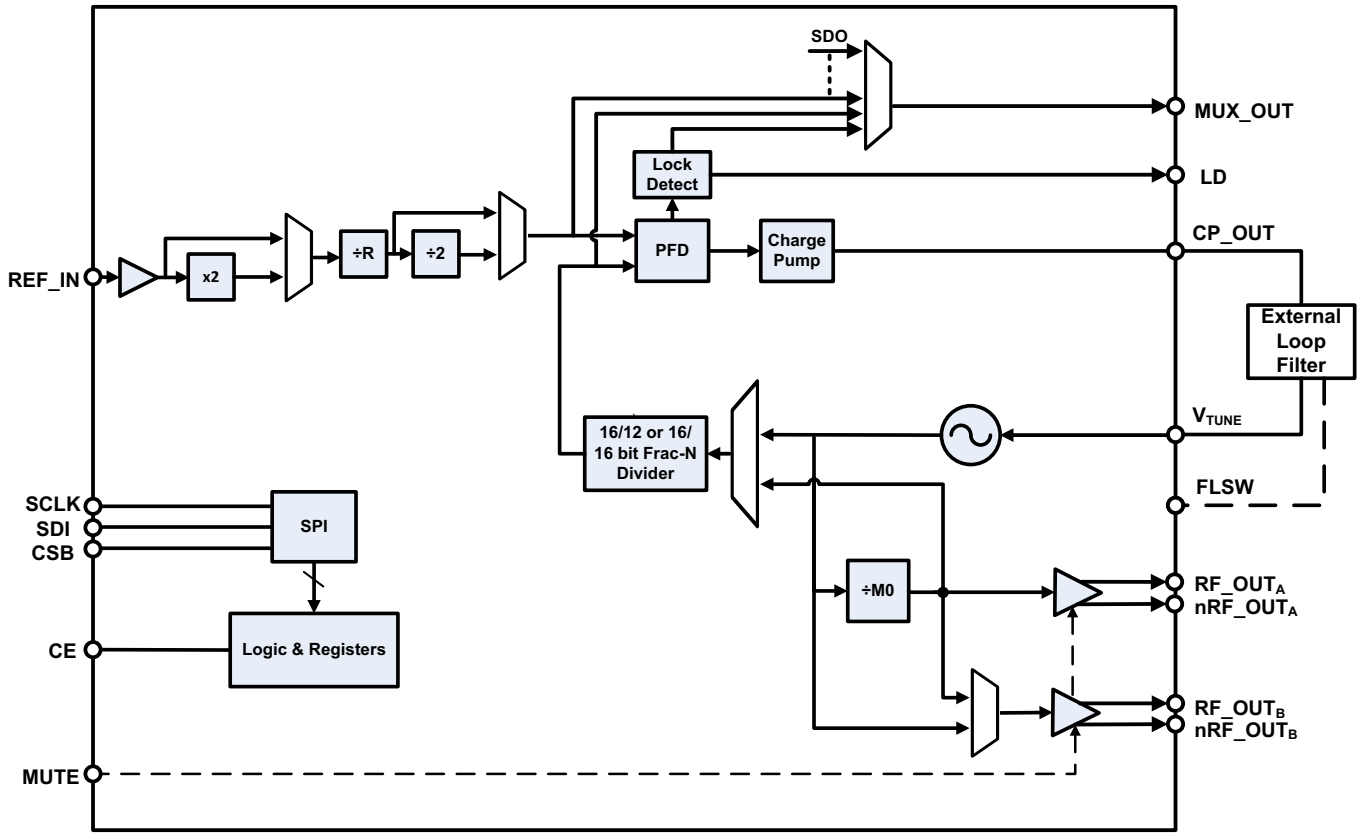 SDO
MUX_OUT
Lock
Detect
LD
REF_IN
x2
÷R
÷2
PFD
Charge
Pump
CP_OUT
External
Loop
Filter
16/12 or 16/
16 bit Frac-N
Divider
VTUNE
FLSW
SCLK
SDI
CSB
SPI
÷M0
RF_OUTA
nRF_OUTA
CE
Logic & Registers
RF_OUTB
nRF_OUTB
MUTE